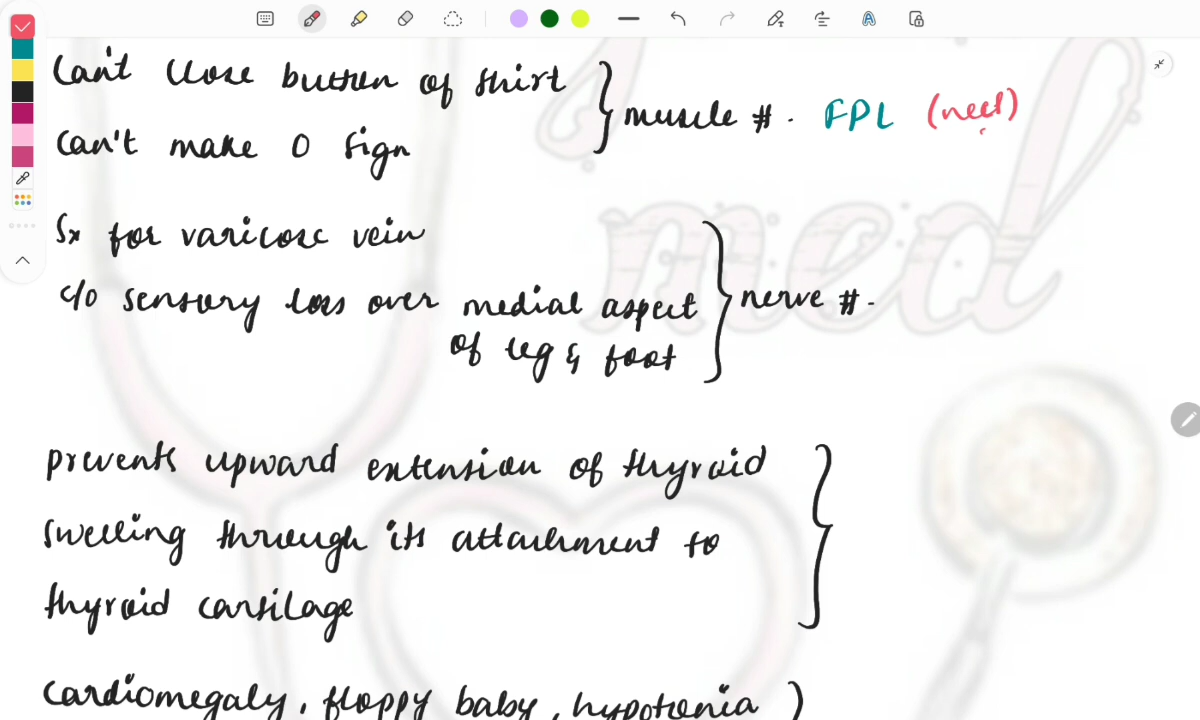 Can't close button of shirt
Can't make O sign
muscle #. FPL (neet)
Sx for varicose vein
c/o sensory loss over medial aspect
of leg & foot
nerve #.
prevents upward extension of thyroid
swelling through its attachment to
thyroid cartilage
cardiomegaly, floppy baby, hypotonia
med